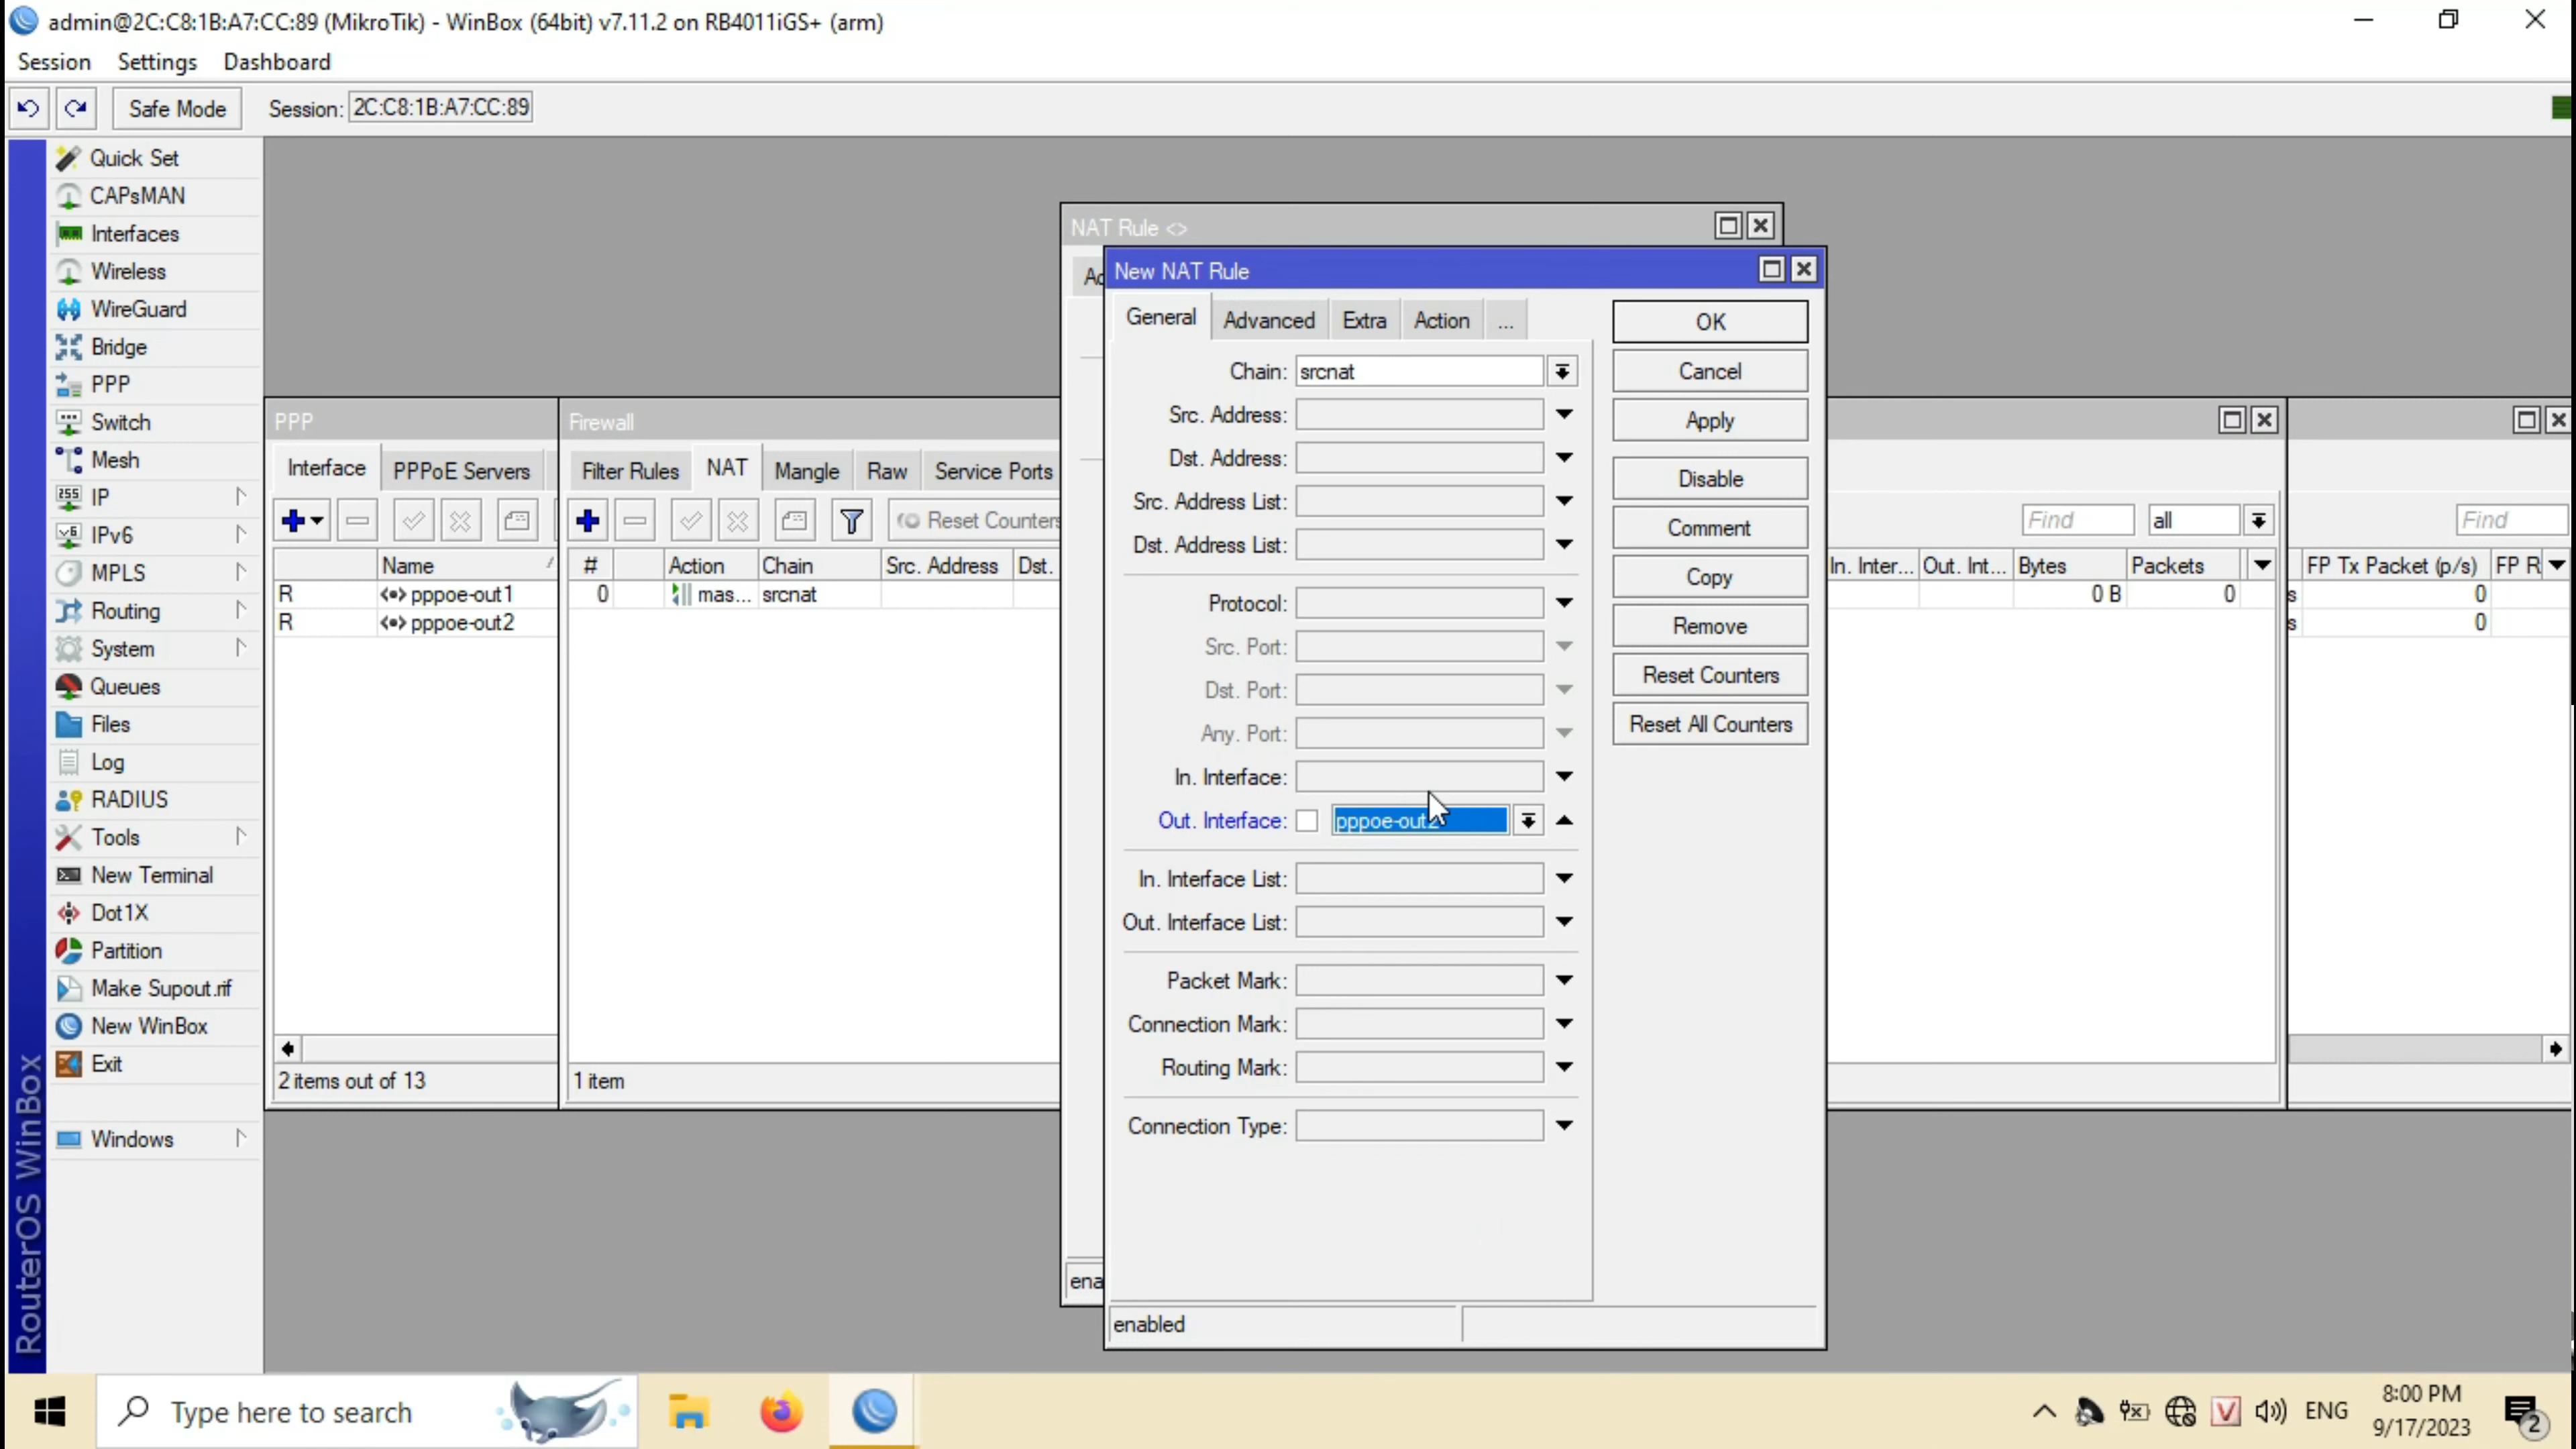 admin@2C:C8:1B:A7:CC:89 (MikroTik) - WinBox (64bit) v7.11.2 on RB4011iGS+ (arm)
Session Settings Dashboard
Safe Mode Session: 2C:C8:1B:A7:CC:89
RouterOS WinBox
Quick Set
CAPsMAN
Interfaces
Wireless
WireGuard
Bridge
PPP
Switch
Mesh
IP
IPv6
MPLS
Routing
System
Queues
Files
Log
RADIUS
Tools
New Terminal
Dot1X
Partition
Make Supout.rif
New WinBox
Exit
Windows
PPP
Interface PPPoE Servers
Name
R pppoe-out1
R pppoe-out2
2 items out of 13
Firewall
Filter Rules NAT Mangle Raw Service Ports
Reset Counters
# Action Chain Src. Address Dst.
0 mas... srcnat
1 item
Find all
In. Inter... Out. Int... Bytes Packets
0 B 0
Find
FP Tx Packet (p/s) FP R
s 0
s 0
NAT Rule <>
ena
New NAT Rule
General Advanced Extra Action ...
Chain: srcnat
Src. Address:
Dst. Address:
Src. Address List:
Dst. Address List:
Protocol:
Src. Port:
Dst. Port:
Any. Port:
In. Interface:
Out. Interface: pppoe-out2
In. Interface List:
Out. Interface List:
Packet Mark:
Connection Mark:
Routing Mark:
Connection Type:
enabled
OK
Cancel
Apply
Disable
Comment
Copy
Remove
Reset Counters
Reset All Counters
Type here to search
ENG
8:00 PM
9/17/2023
2